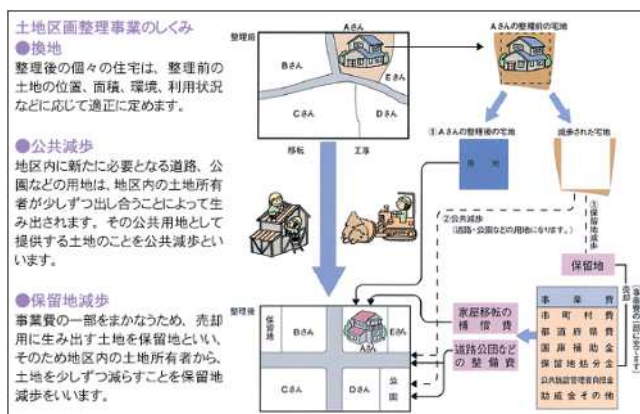 土地区画整理事業のしくみ
●換地
整理後の個々の住宅は、整理前の
土地の位置、面積、環境、利用状況
などに応じて適正に定めます。
●公共減歩
地区内に新たに必要となる道路、公
園などの用地は、地区内の土地所有
者が少しずつ出し合うことによって生
み出されます。その公共用地として
提供する土地のことを公共減歩とい
います。
●保留地減歩
事業費の一部をまかなうため、売却
用に生み出す土地を保留地といい、
そのため地区内の土地所有者から、
土地を少しずつ減らすことを保留地
減歩をいいます。
整理前
Aさん
Bさん
Eさん
Cさん
Dさん
Aさんの整理前の宅地
①Aさんの整理後の宅地
換地
減歩された宅地
移転
工事
②公共減歩
(道路・公園などの用地になります。)
③保留地減歩
保留地
売却
(事業費の一部に充てます)
事業費
市町村費
都道府県費
国庫補助金
保留地処分金
公共施設管理者負担金
助成金その他
家屋移転の
補償費
道路公園などの
整備費
整理後
保留地
Bさん
Aさん
Eさん
Cさん
Dさん
公園